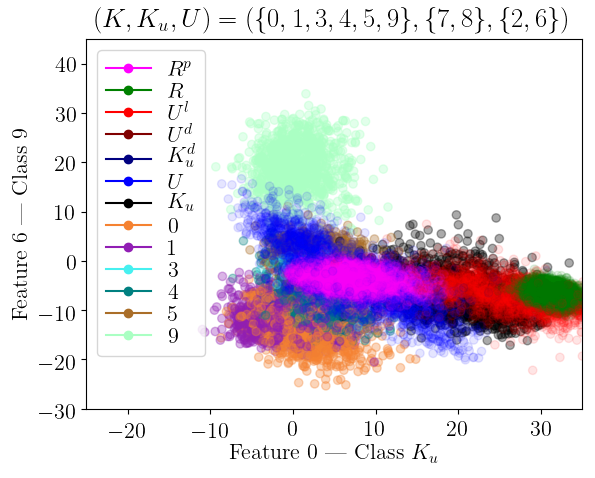 (K, K_u, U) = ({0, 1, 3, 4, 5, 9}, {7, 8}, {2, 6})
Feature 6 — Class 9
40
30
20
10
0
−10
−20
−30
R^p
R
U^l
U^d
K_u^d
U
K_u
0
1
3
4
5
9
−20
−10
0
10
20
30
Feature 0 — Class K_u